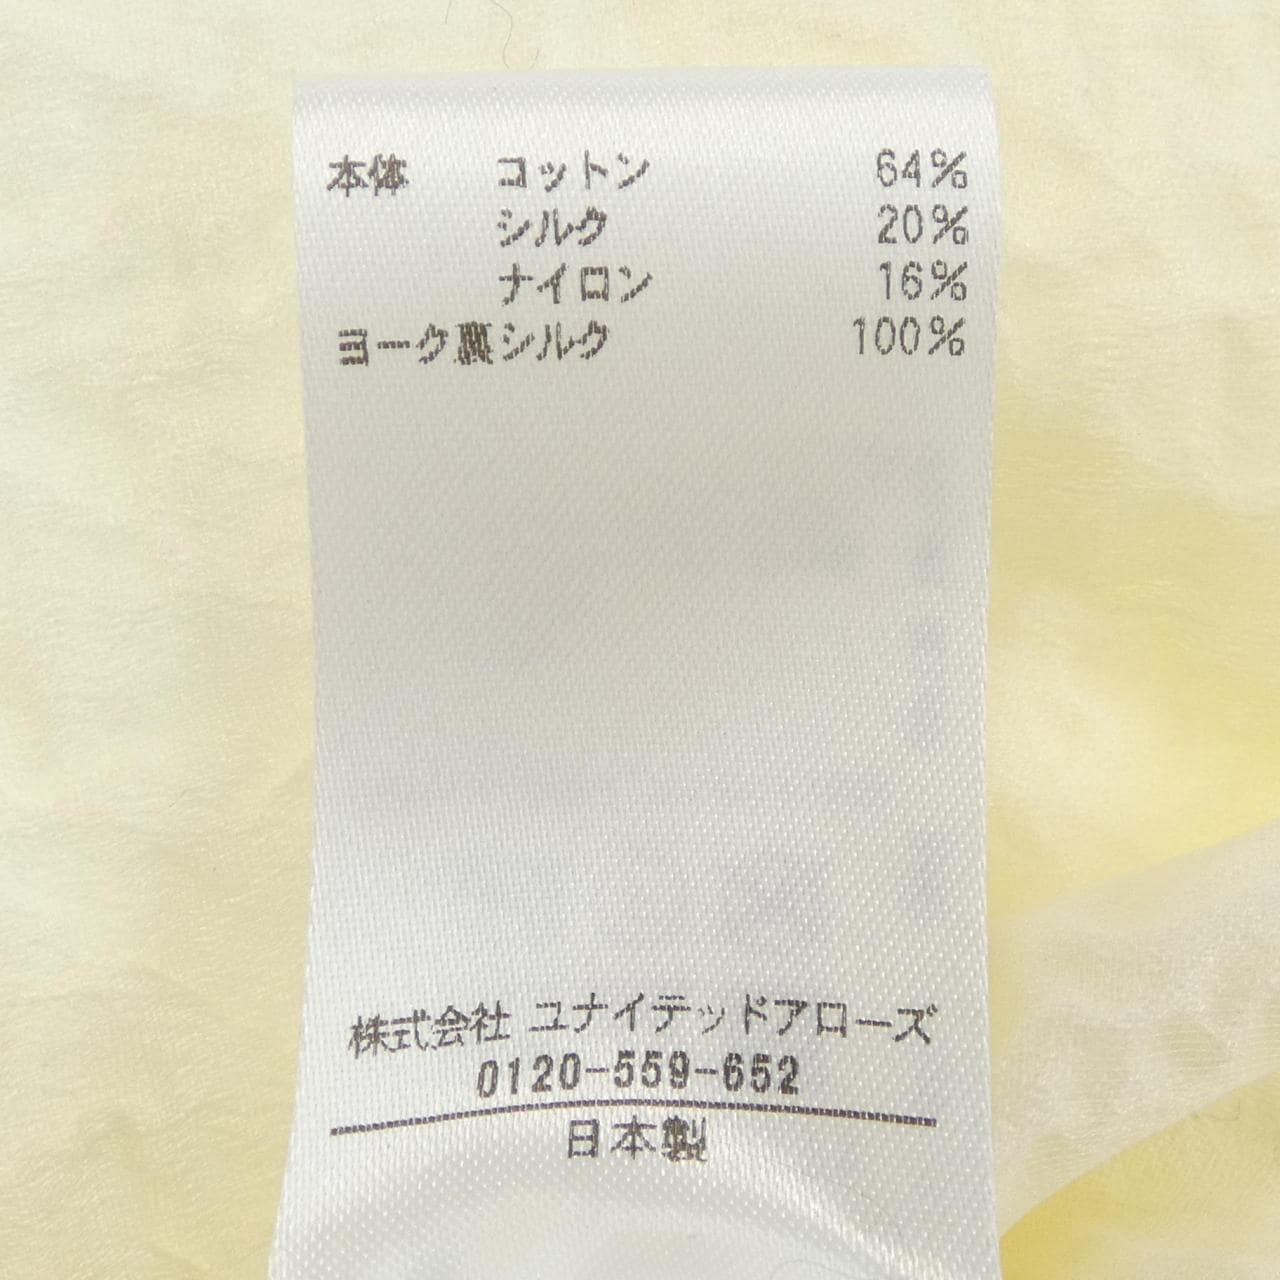 本体 コットン 64%
シルク 20%
ナイロン 16%
ヨーク裏シルク 100%
株式会社 ユナイテッドアローズ
0120-559-652
日本製